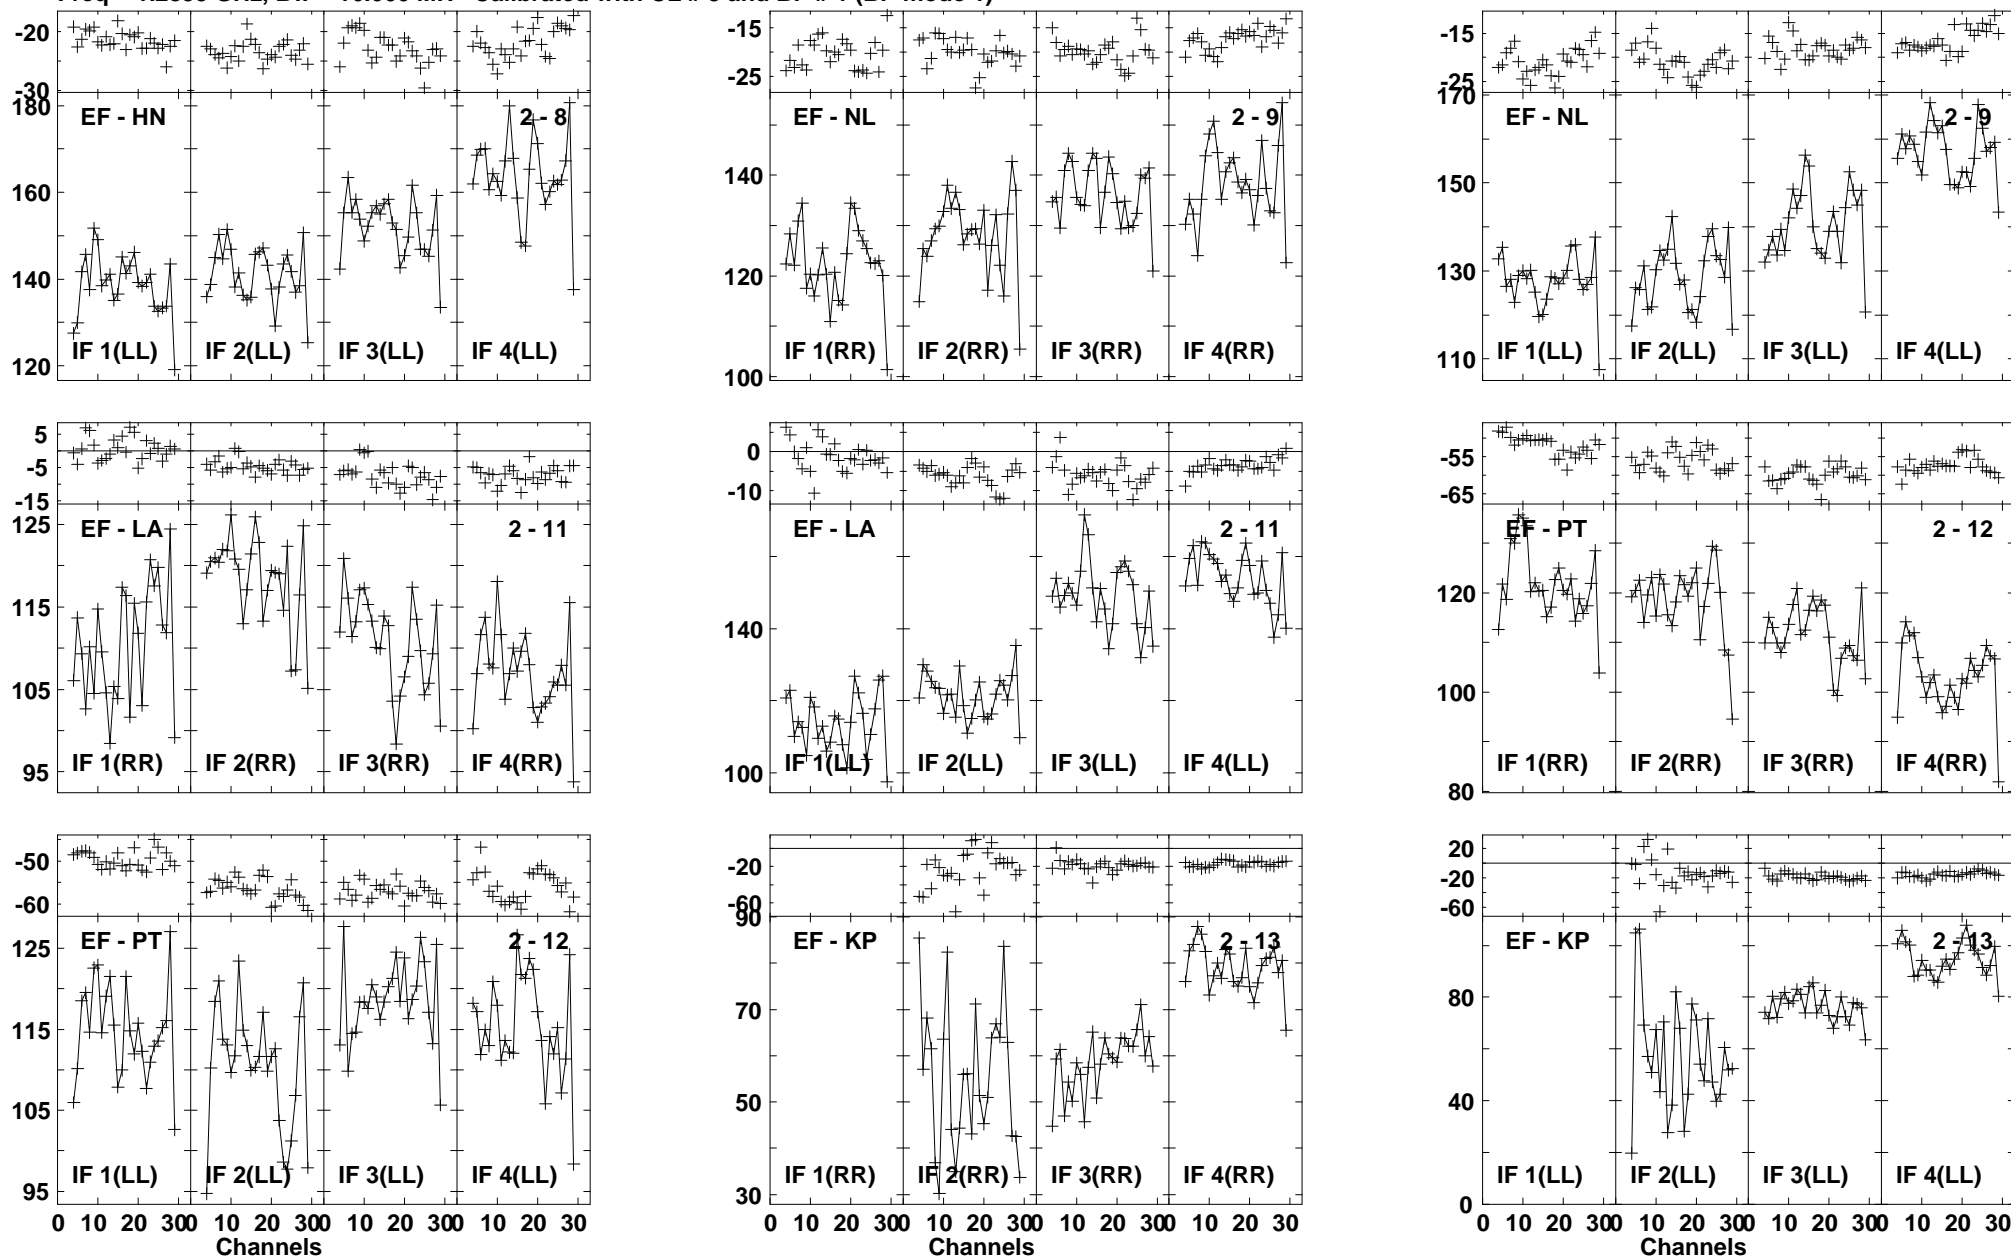 -20
-30
180
160
140
120
EF - HN
2 - 8
IF 1(LL)
IF 2(LL)
IF 3(LL)
IF 4(LL)
-15
-25
140
120
100
EF - NL
2 - 9
IF 1(RR)
IF 2(RR)
IF 3(RR)
IF 4(RR)
-15
-25
170
150
130
110
EF - NL
2 - 9
IF 1(LL)
IF 2(LL)
IF 3(LL)
IF 4(LL)
5
-5
-15
125
115
105
95
EF - LA
2 - 11
IF 1(RR)
IF 2(RR)
IF 3(RR)
IF 4(RR)
0
-10
140
100
EF - LA
2 - 11
IF 1(LL)
IF 2(LL)
IF 3(LL)
IF 4(LL)
-55
-65
120
100
80
EF - PT
2 - 12
IF 1(RR)
IF 2(RR)
IF 3(RR)
IF 4(RR)
-50
-60
125
115
105
95
EF - PT
2 - 12
IF 1(LL)
IF 2(LL)
IF 3(LL)
IF 4(LL)
0 10 20 30 0 10 20 30 0 10 20 30 0 10 20 30
Channels
-20
-60
90
70
50
30
EF - KP
2 - 13
IF 1(RR)
IF 2(RR)
IF 3(RR)
IF 4(RR)
0 10 20 30 0 10 20 30 0 10 20 30 0 10 20 30
Channels
20
-20
-60
80
40
0
EF - KP
2 - 13
IF 1(LL)
IF 2(LL)
IF 3(LL)
IF 4(LL)
0 10 20 30 0 10 20 30 0 10 20 30 0 10 20 30
Channels